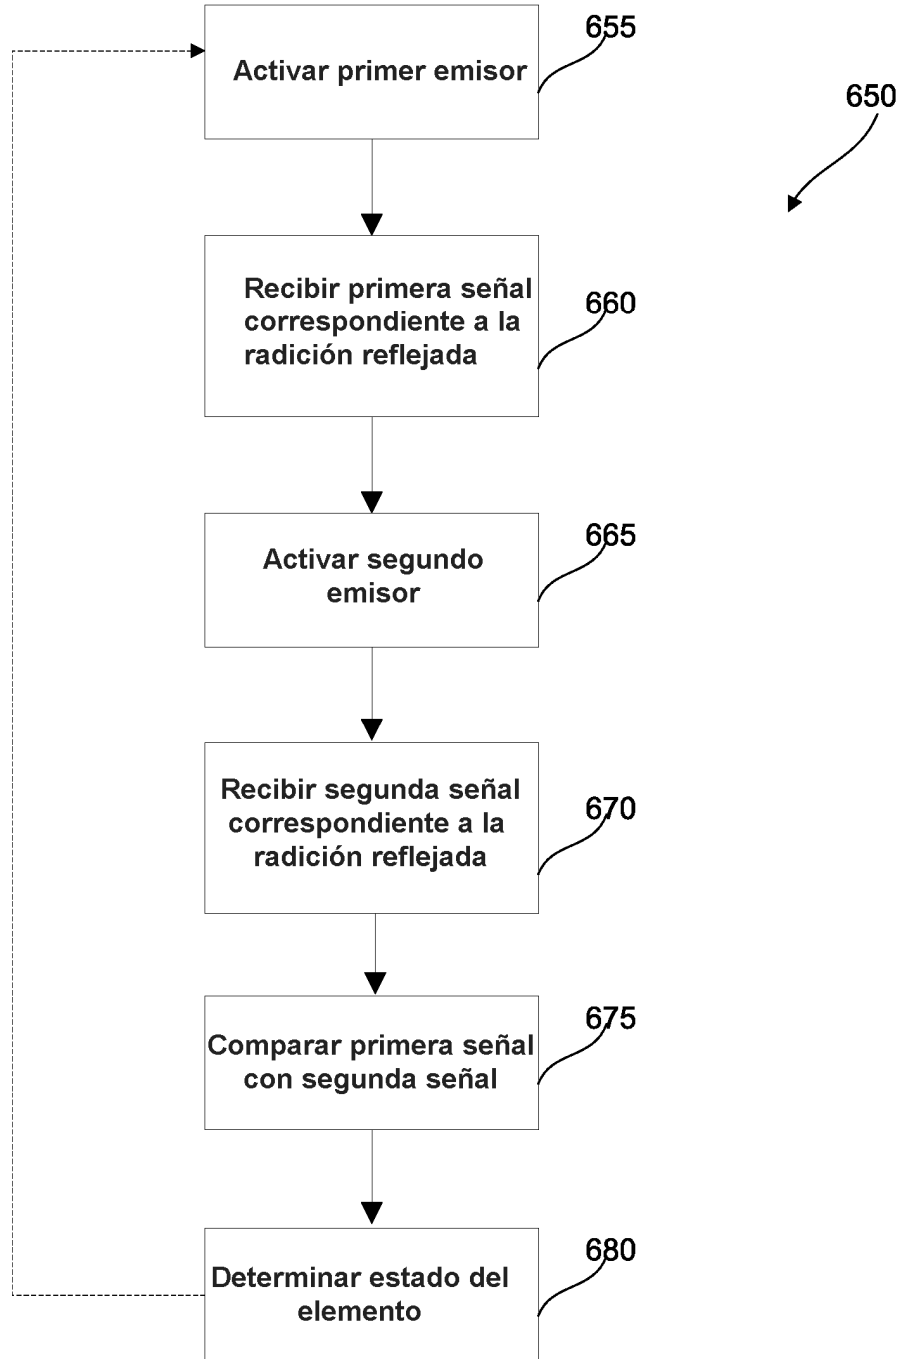 655
Activar primer emisor
650
Recibir primera señal
correspondiente a la
radición reflejada
660
Activar segundo
emisor
665
Recibir segunda señal
correspondiente a la
radición reflejada
670
Comparar primera señal
con segunda señal
675
Determinar estado del
elemento
680